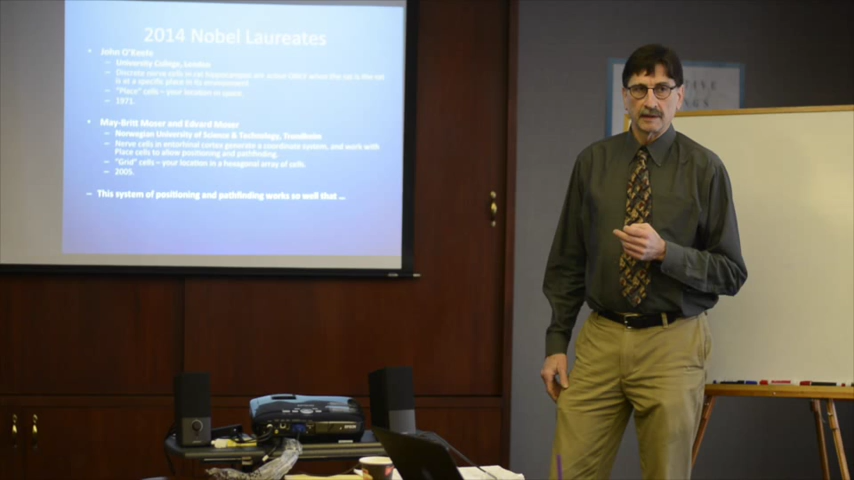 2014 Nobel Laureates
• John O'Keefe
– University College, London
– Discrete nerve cells in rat hippocampus are active ONLY when the rat is
is at a specific place in its environment.
– "Place" cells – your location in space.
– 1971.
• May-Britt Moser and Edvard Moser
– Norwegian University of Science & Technology, Trondheim
– Nerve cells in entorhinal cortex generate a coordinate system, and work with
Place cells to allow positioning and pathfinding.
– "Grid" cells – your location in a hexagonal array of cells.
– 2005.
– This system of positioning and pathfinding works so well that ...